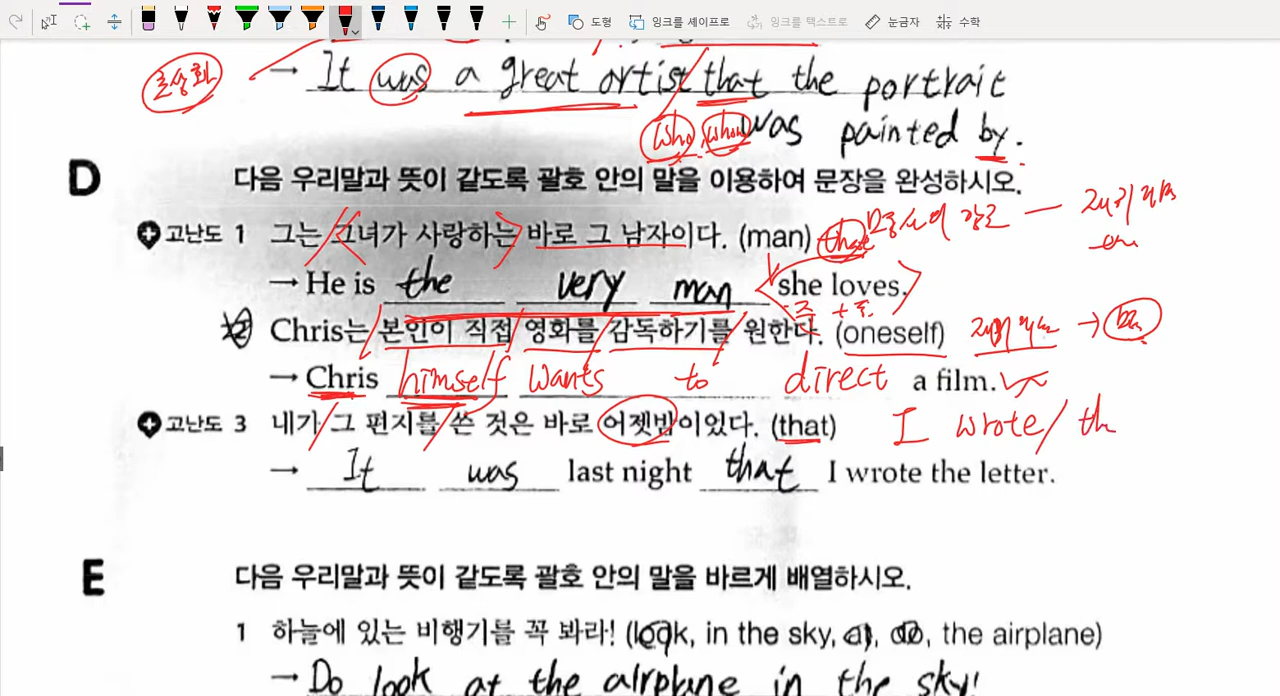 도형 잉크를 셰이프로 잉크를 텍스트로 눈금자 수학
초상화
→ It was a great artist that the portrait
who whom was painted by.
D 다음 우리말과 뜻이 같도록 괄호 안의 말을 이용하여 문장을 완성하시오.
고난도 1 그는 그녀가 사랑하는 바로 그 남자이다. (man) that
→ He is the very man she loves.
2 Chris는 본인이 직접 영화를 감독하기를 원한다. (oneself)
→ Chris himself wants to direct a film.
고난도 3 내가 그 편지를 쓴 것은 바로 어젯밤이었다. (that) I wrote / th
→ It was last night that I wrote the letter.
E 다음 우리말과 뜻이 같도록 괄호 안의 말을 바르게 배열하시오.
1 하늘에 있는 비행기를 꼭 봐라! (look, in the sky, at, do, the airplane)
→ Do look at the airplane in the sky!